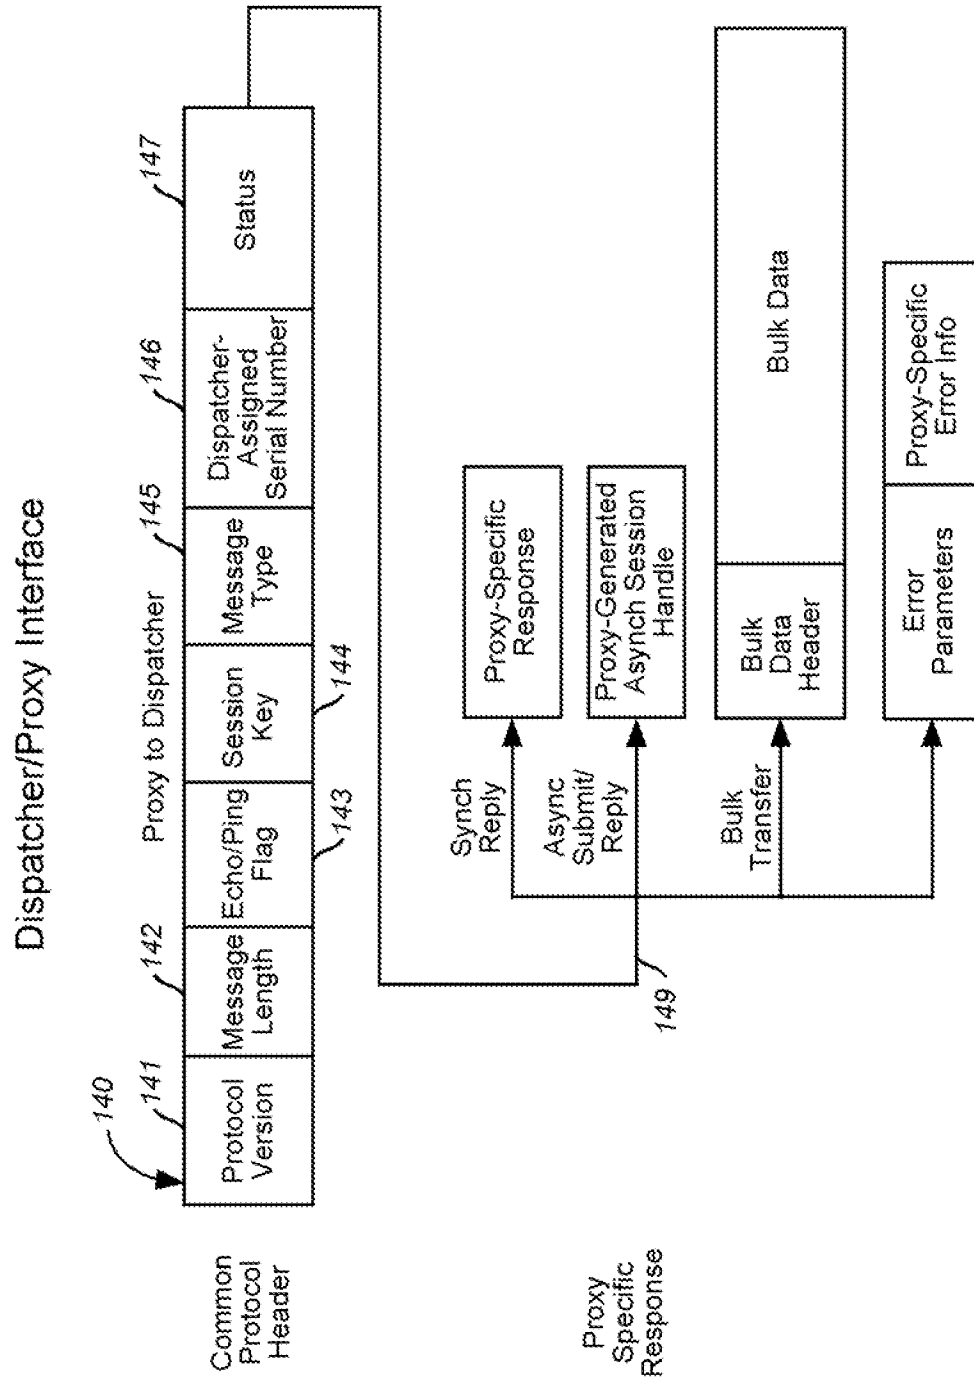 Dispatcher/Proxy Interface
Proxy to Dispatcher
140
141
142
145
146
147
Common
Protocol
Header
Protocol
Version
Message
Length
Echo/Ping
Flag
Session
Key
Message
Type
Dispatcher-
Assigned
Serial Number
Status
143
144
Proxy
Specific
Response
149
Synch
Reply
Proxy-Specific
Response
Async
Submit/
Reply
Proxy-Generated
Asynch Session
Handle
Bulk
Transfer
Bulk
Data
Header
Bulk Data
Error
Parameters
Proxy-Specific
Error Info